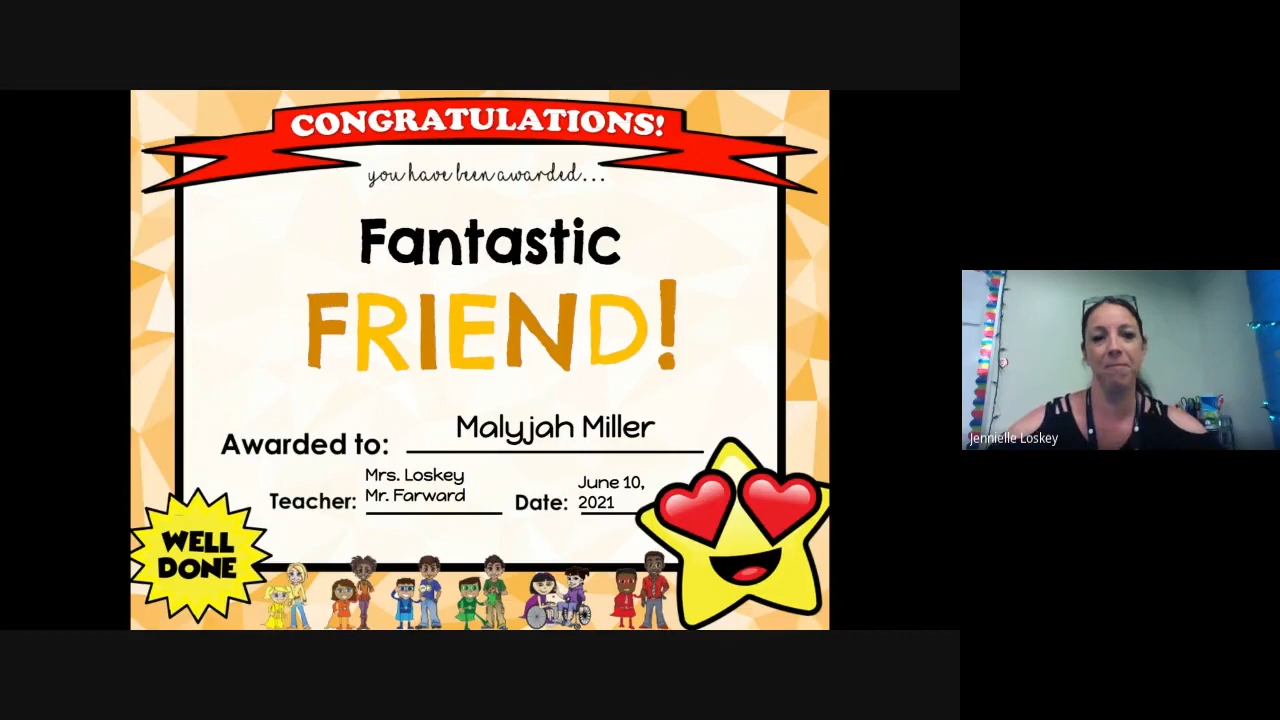 CONGRATULATIONS!
you have been awarded...
Fantastic
FRIEND!
Awarded to: Malyjah Miller
Teacher: Mrs. Loskey
Mr. Farward
Date: June 10,
2021
WELL
DONE
Jennielle Loskey